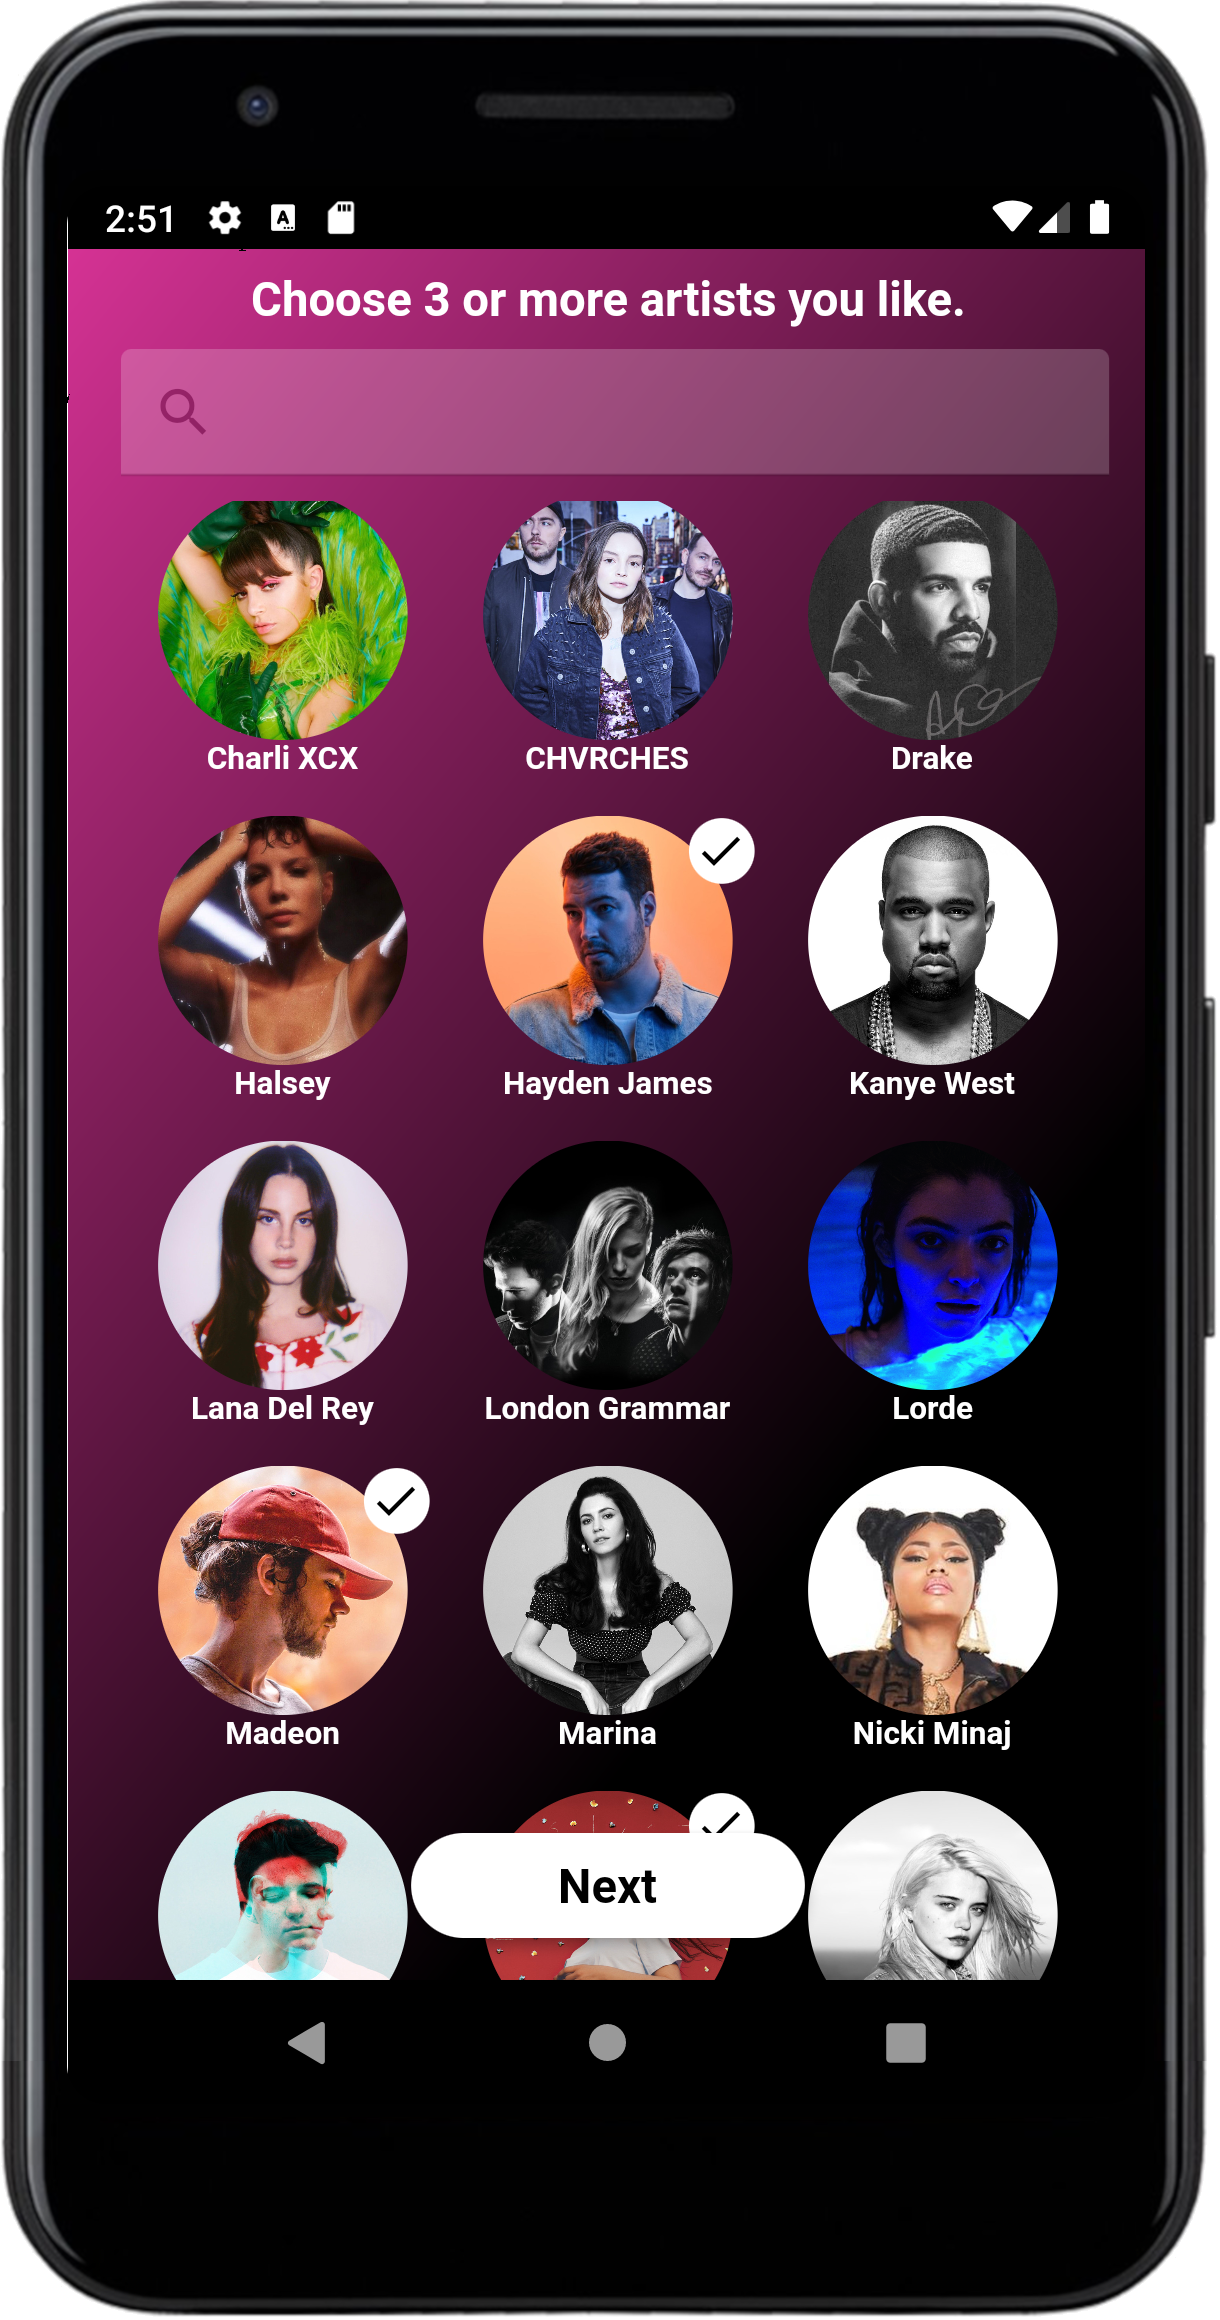 2:51
Choose 3 or more artists you like.
Charli XCX
CHVRCHES
Drake
Halsey
Hayden James
Kanye West
Lana Del Rey
London Grammar
Lorde
Madeon
Marina
Nicki Minaj
Next